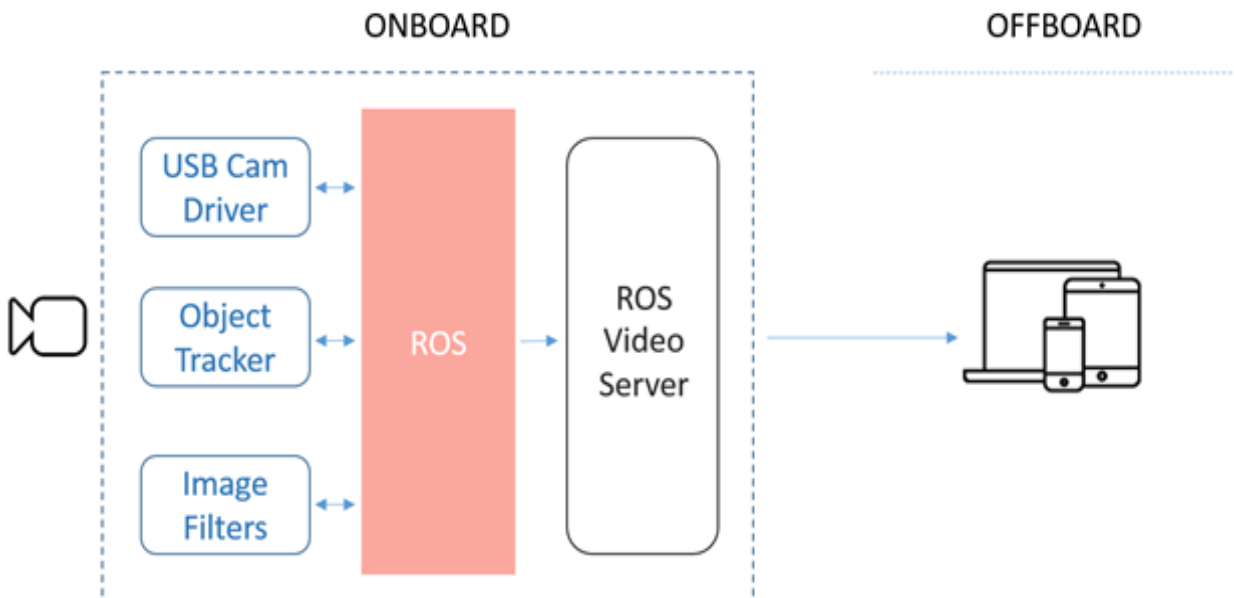 ONBOARD
OFFBOARD
USB Cam
Driver
Object
Tracker
Image
Filters
ROS
ROS
Video
Server